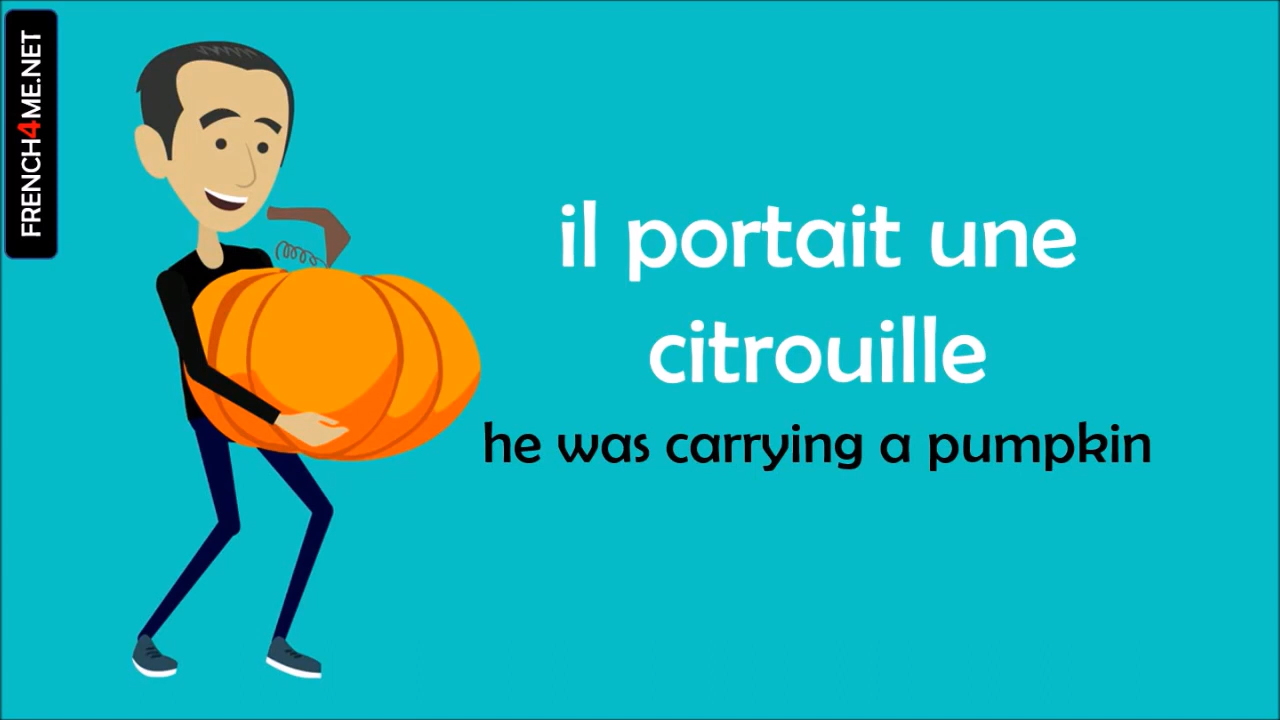 FRENCH4ME.NET
il portait une
citrouille
he was carrying a pumpkin